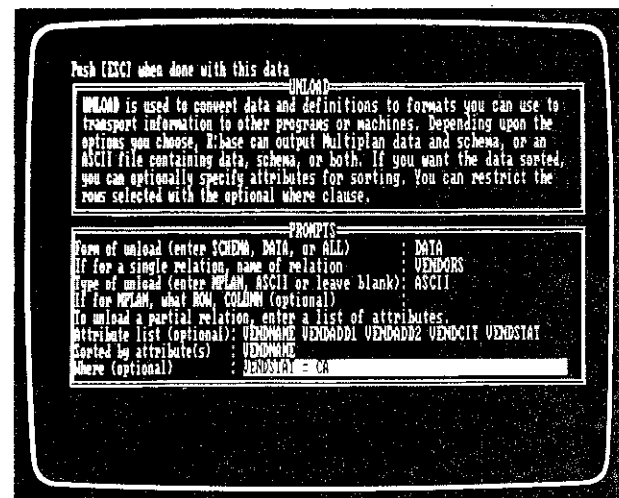 Push [ESC] when done with this data
UNLOAD
UNLOAD is used to convert data and definitions to formats you can use to
transport information to other programs or machines. Depending upon the
options you choose, R:base can output Multiplan data and schema, or an
ASCII file containing data, schema, or both. If you want the data sorted,
you can optionally specify attributes for sorting. You can restrict the
rows selected with the optional where clause.
PROMPTS
Form of unload (enter SCHEMA, DATA, or ALL) : DATA
If for a single relation, name of relation : VENDORS
Type of unload (enter MPLAN, ASCII or leave blank): ASCII
If for MPLAN, what ROW, COLUMN (optional) :
To unload a partial relation, enter a list of attributes.
Attribute list (optional): VENDNAME VENDADD1 VENDADD2 VENDCIT VENDSTAT
Sorted by attribute(s) : VENDNAME
Where (optional) : VENDSTAT = CA